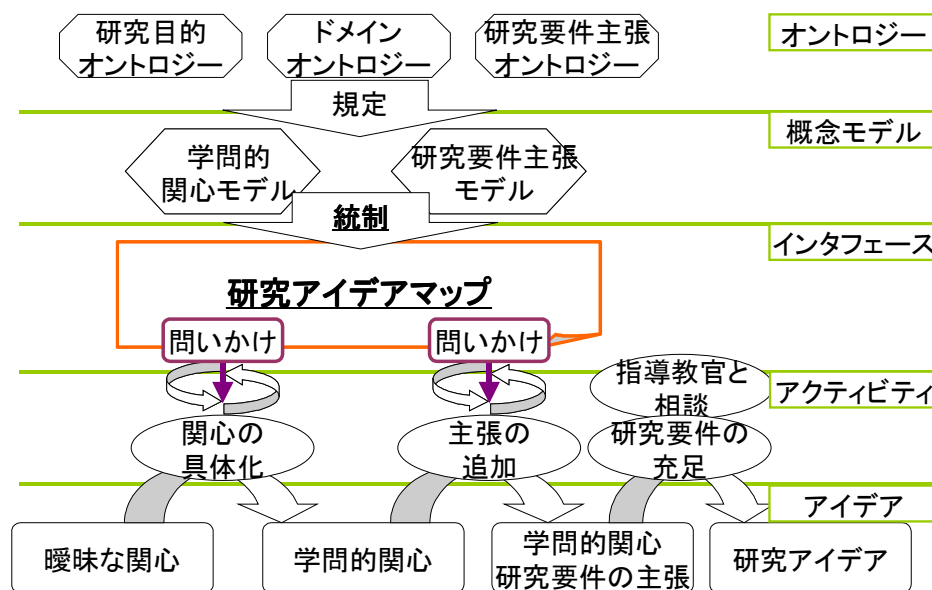 研究目的
オントロジー
ドメイン
オントロジー
研究要件主張
オントロジー
オントロジー
規定
概念モデル
学問的
関心モデル
研究要件主張
モデル
統制
インタフェース
研究アイデアマップ
問いかけ
問いかけ
指導教官と
相談
アクティビティ
関心の
具体化
主張の
追加
研究要件の
充足
アイデア
曖昧な関心
学問的関心
学問的関心
研究要件の主張
研究アイデア